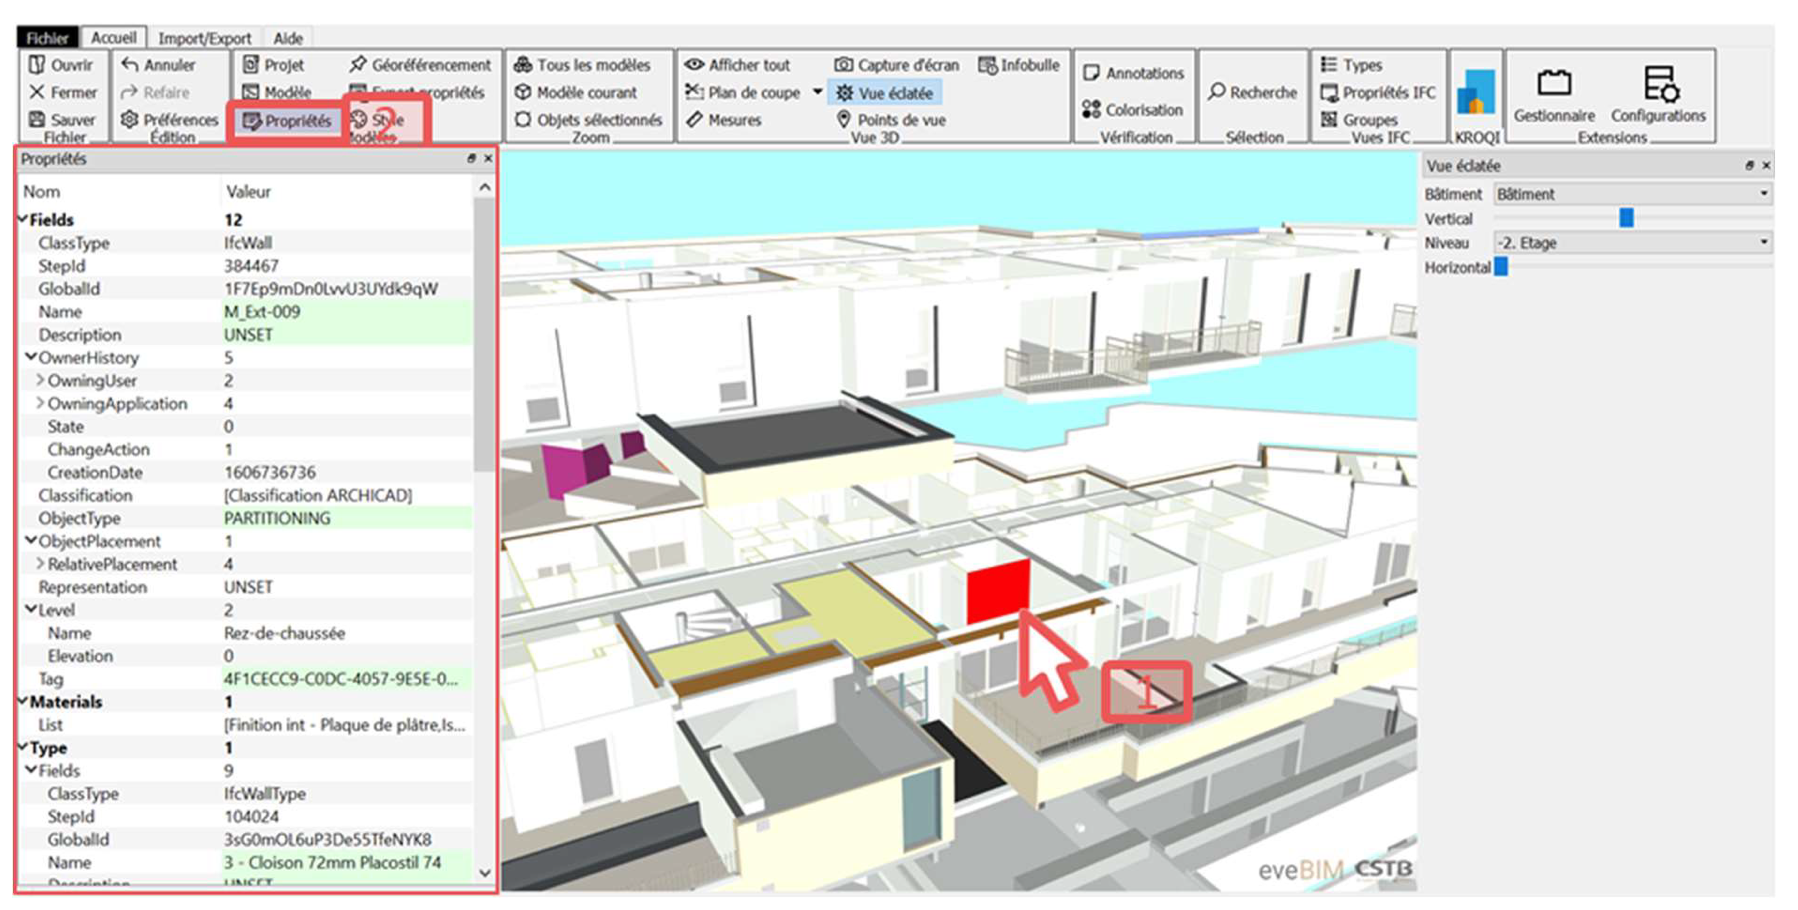 Fichier Accueil Import/Export Aide
Ouvrir Annuler Projet Géoréférencement Tous les modèles Afficher tout Capture d'écran Infobulle Annotations Recherche Types Gestionnaire Configurations
Fermer Refaire Modèle Export propriétés Modèle courant Plan de coupe Vue éclatée Colorisation Propriétés IFC
Sauver Préférences Propriétés 2 Style Objets sélectionnés Mesures Points de vue Groupes
Fichier Édition Modèles Zoom Vue 3D Vérification Sélection Vues IFC KROQI Extensions
Propriétés
Nom Valeur
Fields 12
ClassType IfcWall
StepId 384467
GlobalId 1F7Ep9mDn0LvvU3UYdk9qW
Name M_Ext-009
Description UNSET
OwnerHistory 5
OwningUser 2
OwningApplication 4
State 0
ChangeAction 1
CreationDate 1606736736
Classification [Classification ARCHICAD]
ObjectType PARTITIONING
ObjectPlacement 1
RelativePlacement 4
Representation UNSET
Level 2
Name Rez-de-chaussée
Elevation 0
Tag 4F1CECC9-C0DC-4057-9E5E-0...
Materials 1
List [Finition int - Plaque de plâtre,Is...
Type 1
Fields 9
ClassType IfcWallType
StepId 104024
GlobalId 3sG0mOL6uP3De55TfeNYK8
Name 3 - Cloison 72mm Placostil 74
Description UNSET
1
eveBIM CSTB
Vue éclatée
Bâtiment Bâtiment
Vertical
Niveau -2. Etage
Horizontal